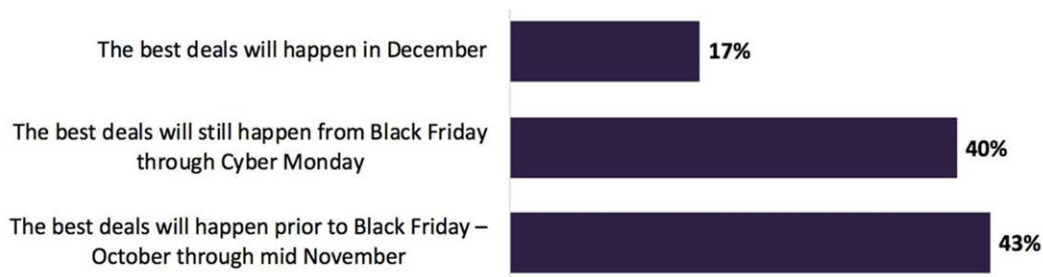 The best deals will happen in December
17%
The best deals will still happen from Black Friday
through Cyber Monday
40%
The best deals will happen prior to Black Friday –
October through mid November
43%